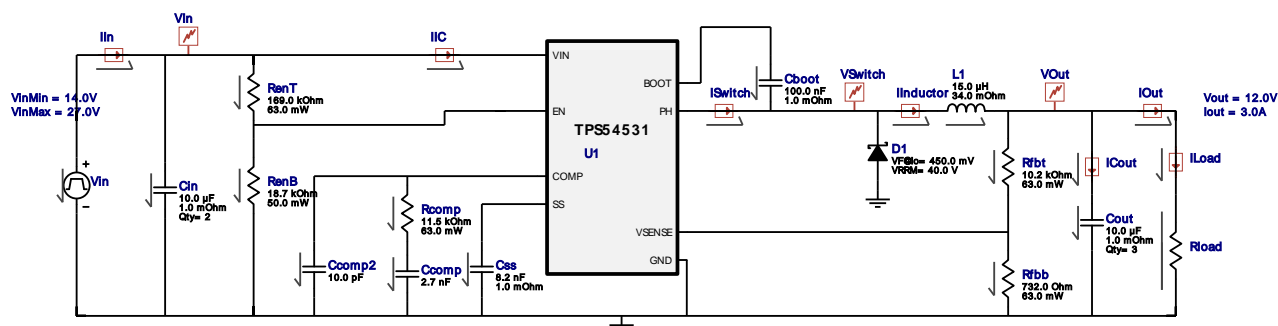 VinMin = 14.0V
VinMax = 27.0V
Vin
+
−
IIn
VIn
Cin
10.0 µF
1.0 mOhm
Qty= 2
RenT
169.0 kOhm
63.0 mW
RenB
18.7 kOhm
50.0 mW
IIC
Ccomp2
10.0 pF
Rcomp
11.5 kOhm
63.0 mW
Ccomp
2.7 nF
Css
8.2 nF
1.0 mOhm
VIN
EN
COMP
SS
BOOT
PH
VSENSE
GND
TPS54531
U1
Cboot
100.0 nF
1.0 mOhm
ISwitch
VSwitch
D1
= 450.0 mV
VRRM= 40.0 V
IInductor
L1
15.0 µH
34.0 mOhm
VOut
Rfbt
10.2 kOhm
63.0 mW
Rfbb
732.0 Ohm
63.0 mW
ICout
Cout
10.0 µF
1.0 mOhm
Qty= 3
IOut
ILoad
Rload
Vout = 12.0V
Iout = 3.0A